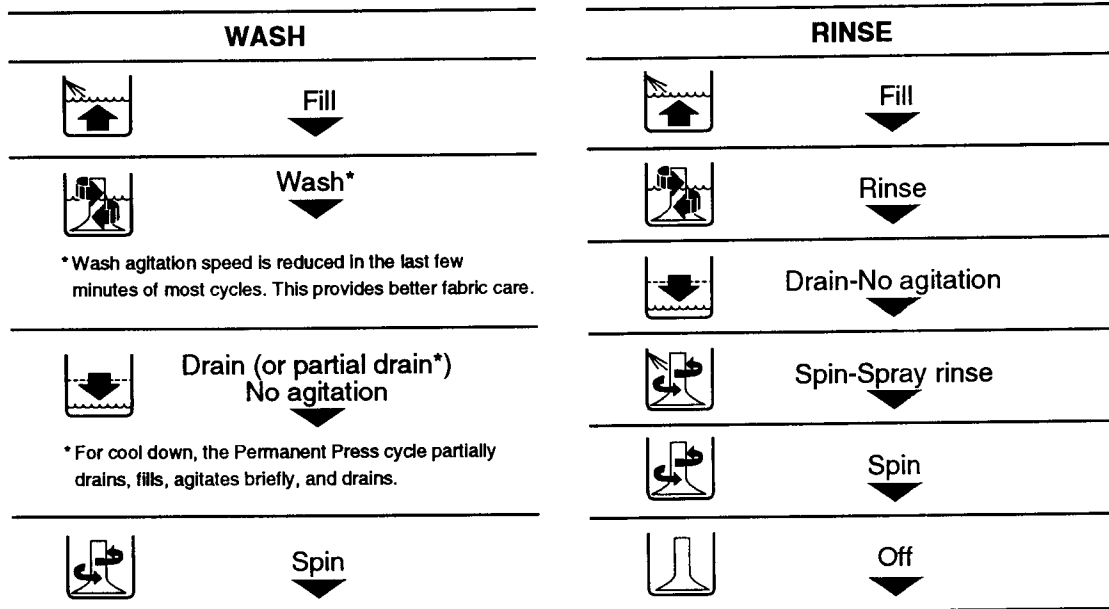 WASH
Fill
Wash*
* Wash agitation speed is reduced in the last few
minutes of most cycles. This provides better fabric care.
Drain (or partial drain*)
No agitation
* For cool down, the Permanent Press cycle partially
drains, fills, agitates briefly, and drains.
Spin
RINSE
Fill
Rinse
Drain-No agitation
Spin-Spray rinse
Spin
Off